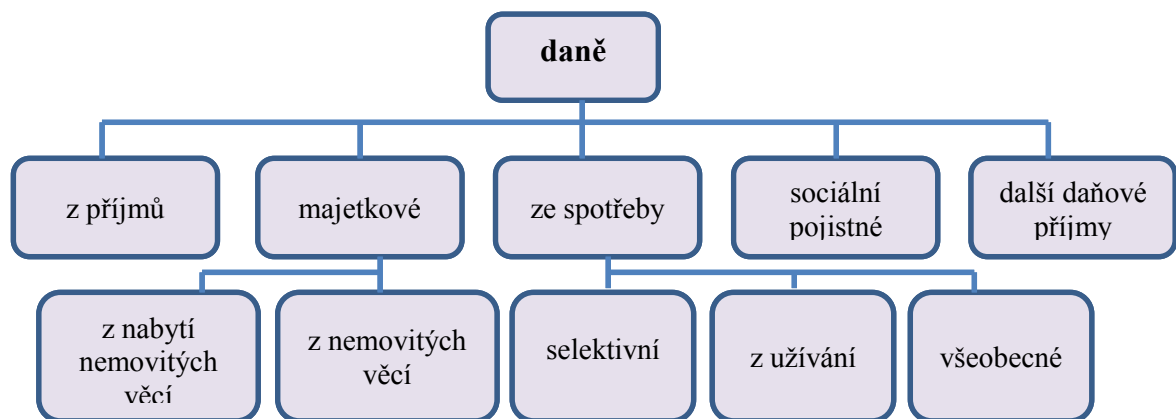 daně
z příjmů
majetkové
ze spotřeby
sociální
pojistné
další daňové
příjmy
z nabytí
nemovitých
věcí
z nemovitých
věcí
selektivní
z užívání
všeobecné